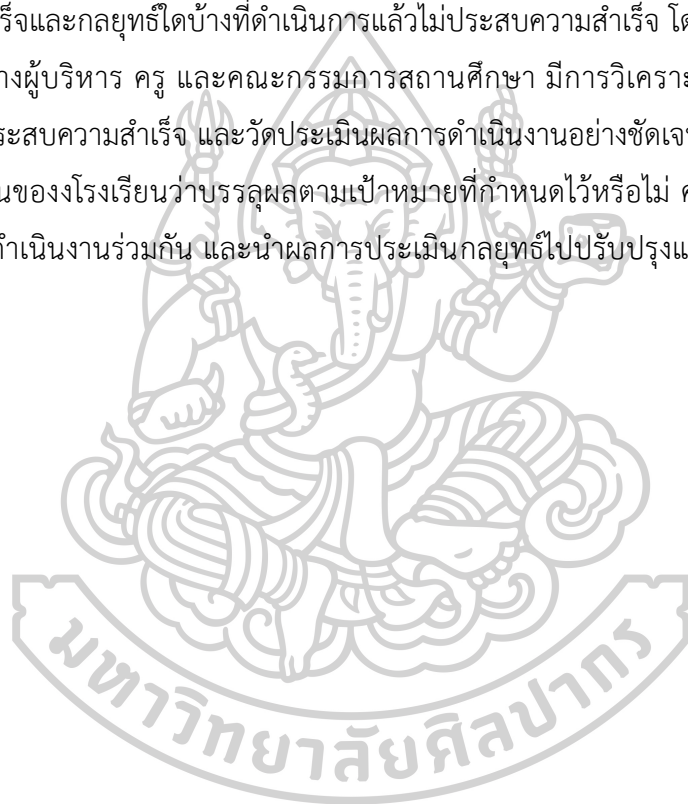 ร็จและกลยุทธ์ใดบ้างที่ดำเนินการแล้วไม่ประสบความสำเร็จ โด
างผู้บริหาร ครู และคณะกรรมการสถานศึกษา มีการวิเครา
ระสบความสำเร็จ และวัดประเมินผลการดำเนินงานอย่างชัดเจ
นของงโรงเรียนว่าบรรลุผลตามเป้าหมายที่กำหนดไว้หรือไม่
ำเนินงานร่วมกัน และนำผลการประเมินกลยุทธ์ไปปรับปรุงแ
มหาวิทยาลัยศิลปากร